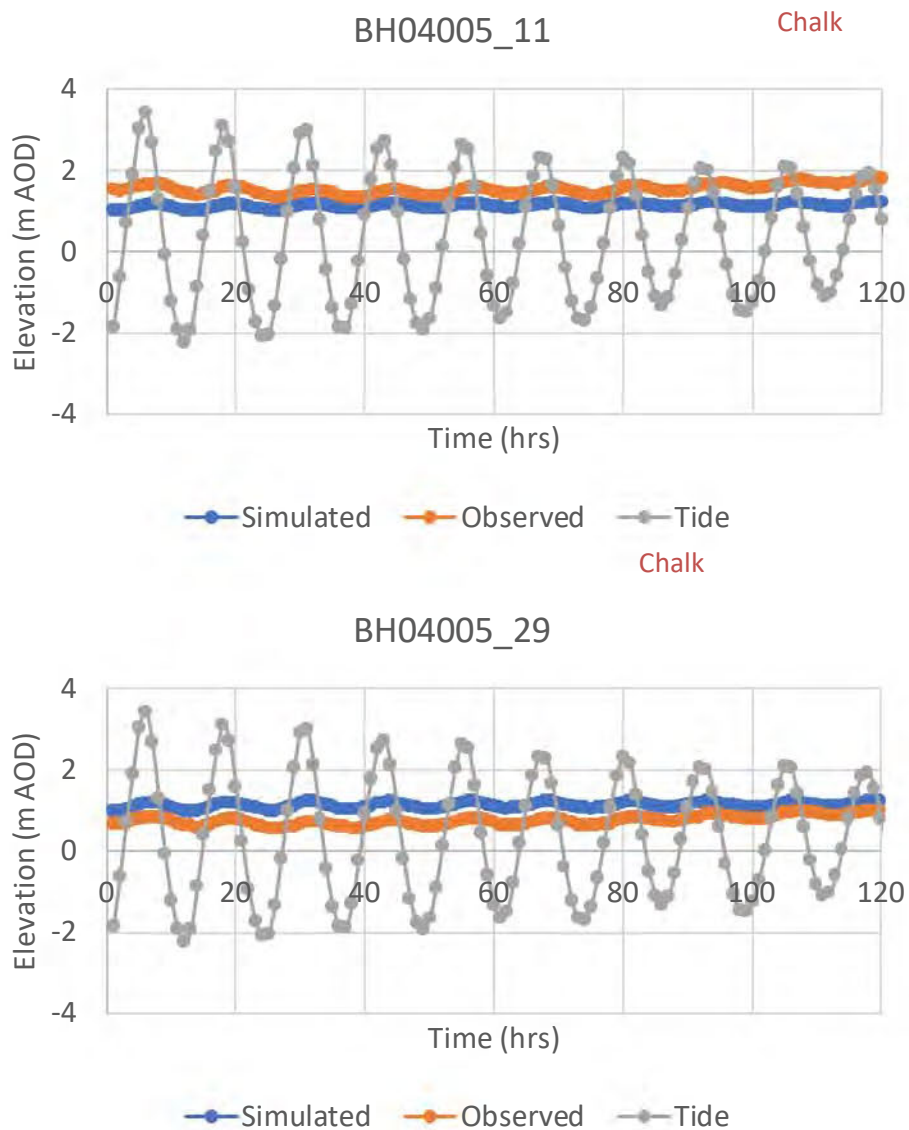 Chalk
BH04005_11
4
2
0
-2
-4
0 20 40 60 80 100 120
Elevation (m AOD)
Time (hrs)
Simulated Observed Tide
Chalk
BH04005_29
4
2
0
-2
-4
0 20 40 60 80 100 120
Elevation (m AOD)
Time (hrs)
Simulated Observed Tide